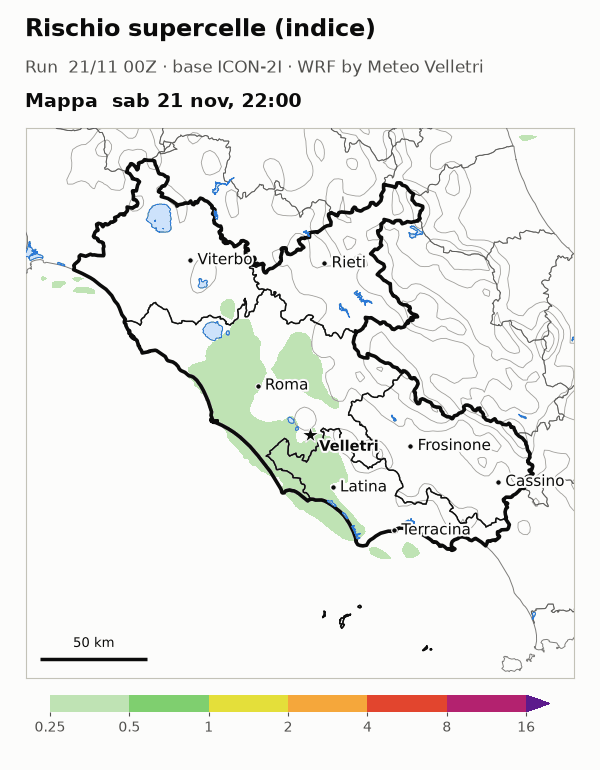 Rischio supercelle (indice)
Run  21/11 00Z · base ICON-2I · WRF by Meteo Velletri
Mappa  sab 21 nov, 22:00
Viterbo
Rieti
Roma
Velletri
Frosinone
Latina
Cassino
Terracina
50 km
0.25 0.5 1 2 4 8 16